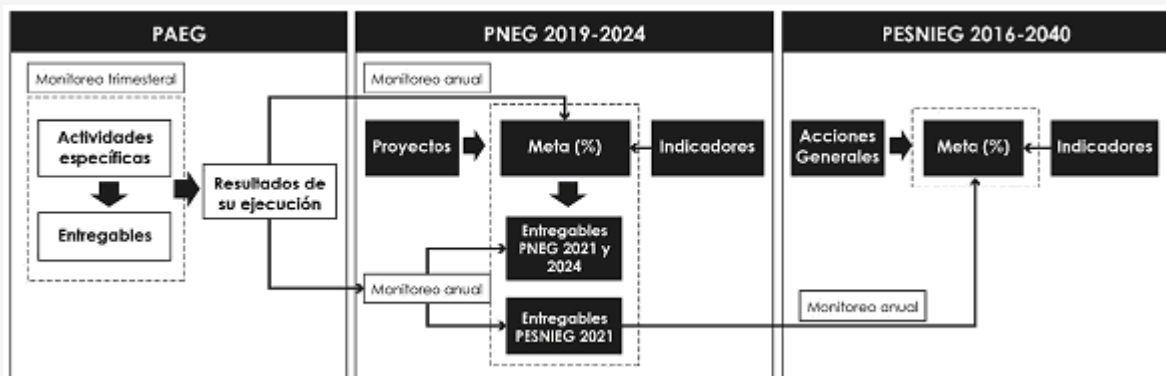 PAEG
Monitoreo trimestral
Actividades
específicas
Entregables
Resultados de
su ejecución
PNEG 2019-2024
Monitoreo anual
Proyectos
Meta (%)
Indicadores
Entregables
PNEG 2021 y
2024
Monitoreo anual
Entregables
PESNIEG 2021
PESNIEG 2016-2040
Acciones
Generales
Meta (%)
Indicadores
Monitoreo anual